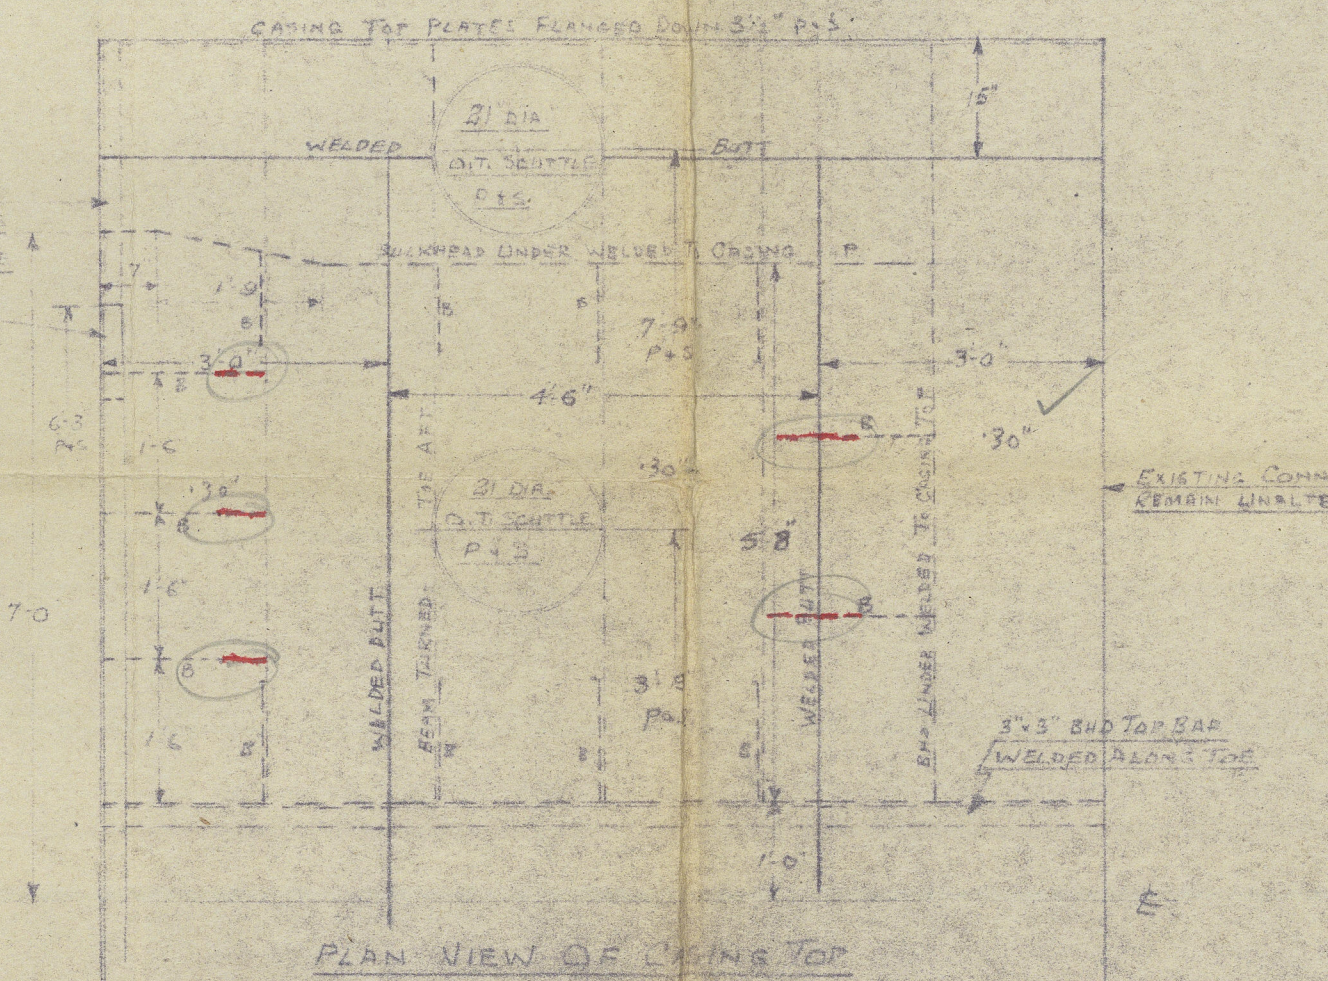 CASING TOP PLATES FLANGED DOWN 3½" P&S
15"
21 DIA
O.T. SCUTTLE
P & S.
WELDED BUTT
BULKHEAD UNDER WELDED TO CASING P
7
1-0
B
B
B
7-9"
P+S
3-0"
3-0"
4-6"
B
6-3
P&S
1-6
.30"
B
.30"
.30"
B
21 DIA.
O.T. SCUTTLE
P & S
5-8"
EXISTING CONN
REMAIN UNALTE
BEAM TURNED TOE AFT
BHD UNDER WELDED TO CASING TOP
1-6"
7-0
B
B
WELDED BUTT
WELDED BUTT
3-8
P&S
1-6
B
B
B
B
3"x3" BHD TOP BAR
WELDED ALONG TOE
1-0
PLAN VIEW OF CASING TOP